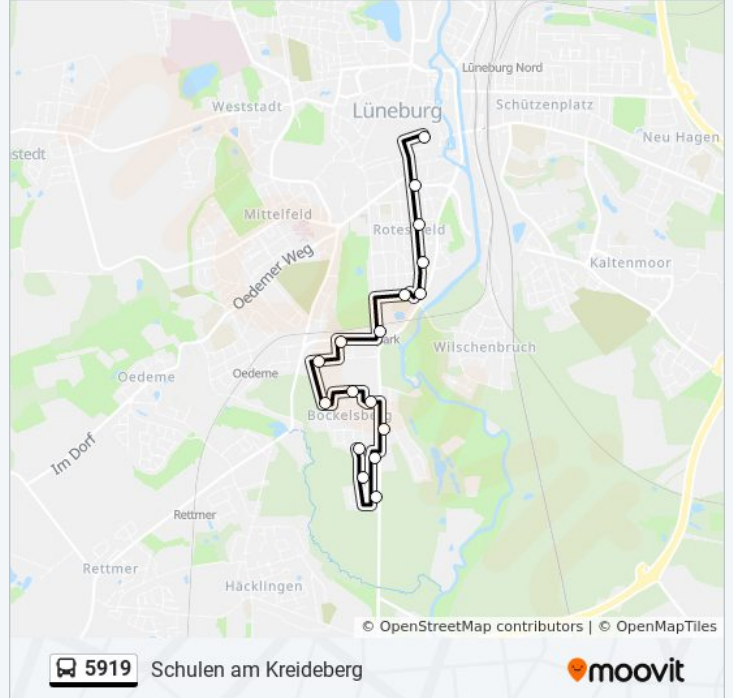 Lüneburg Nord
Weststadt
Lüneburg
Schützenplatz
Neu Hagen
stedt
Mittelfeld
Rotes feld
Oedemer Weg
Kaltenmoor
ark
Wilschenbruch
Oedeme
Oedeme
Bockelsberg
Im Dorf
Rettmer
Rettmer
Häcklingen
© OpenStreetMap contributors | © OpenMapTiles
5919 Schulen am Kreideberg
moovit